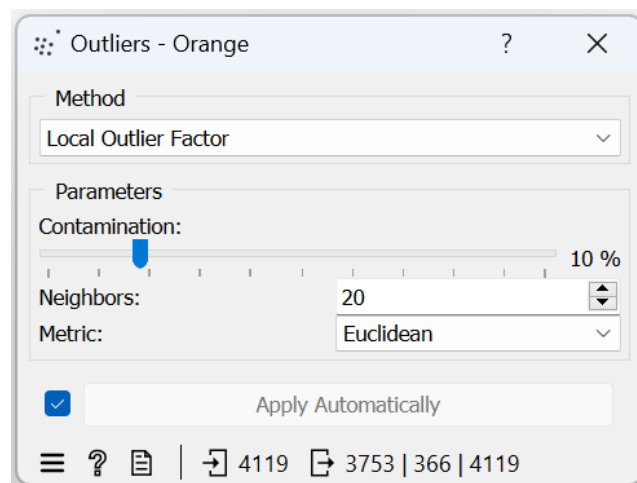 Outliers - Orange ?
Method
Local Outlier Factor
Parameters
Contamination:
10 %
Neighbors: 20
Metric: Euclidean
Apply Automatically
? 4119 3753 | 366 | 4119